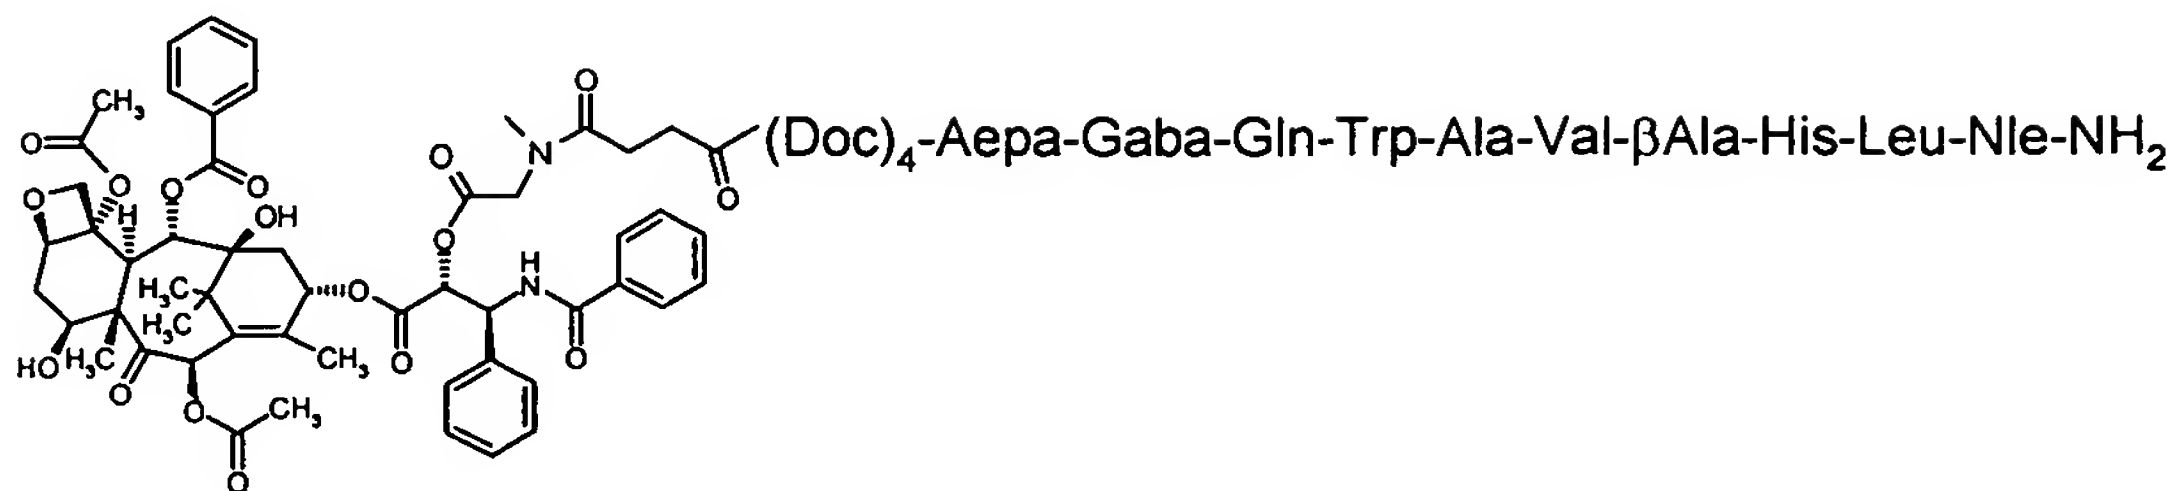 (Doc)4-Aepa-Gaba-Gln-Trp-Ala-Val-βAla-His-Leu-Nle-NH2
O
CH3
O
O
N
O
O
O
O
O
O
O
H
OH
O
H
N
H3C
H3C
O
O
O
HO
H3C
O
CH3
O
CH3
O